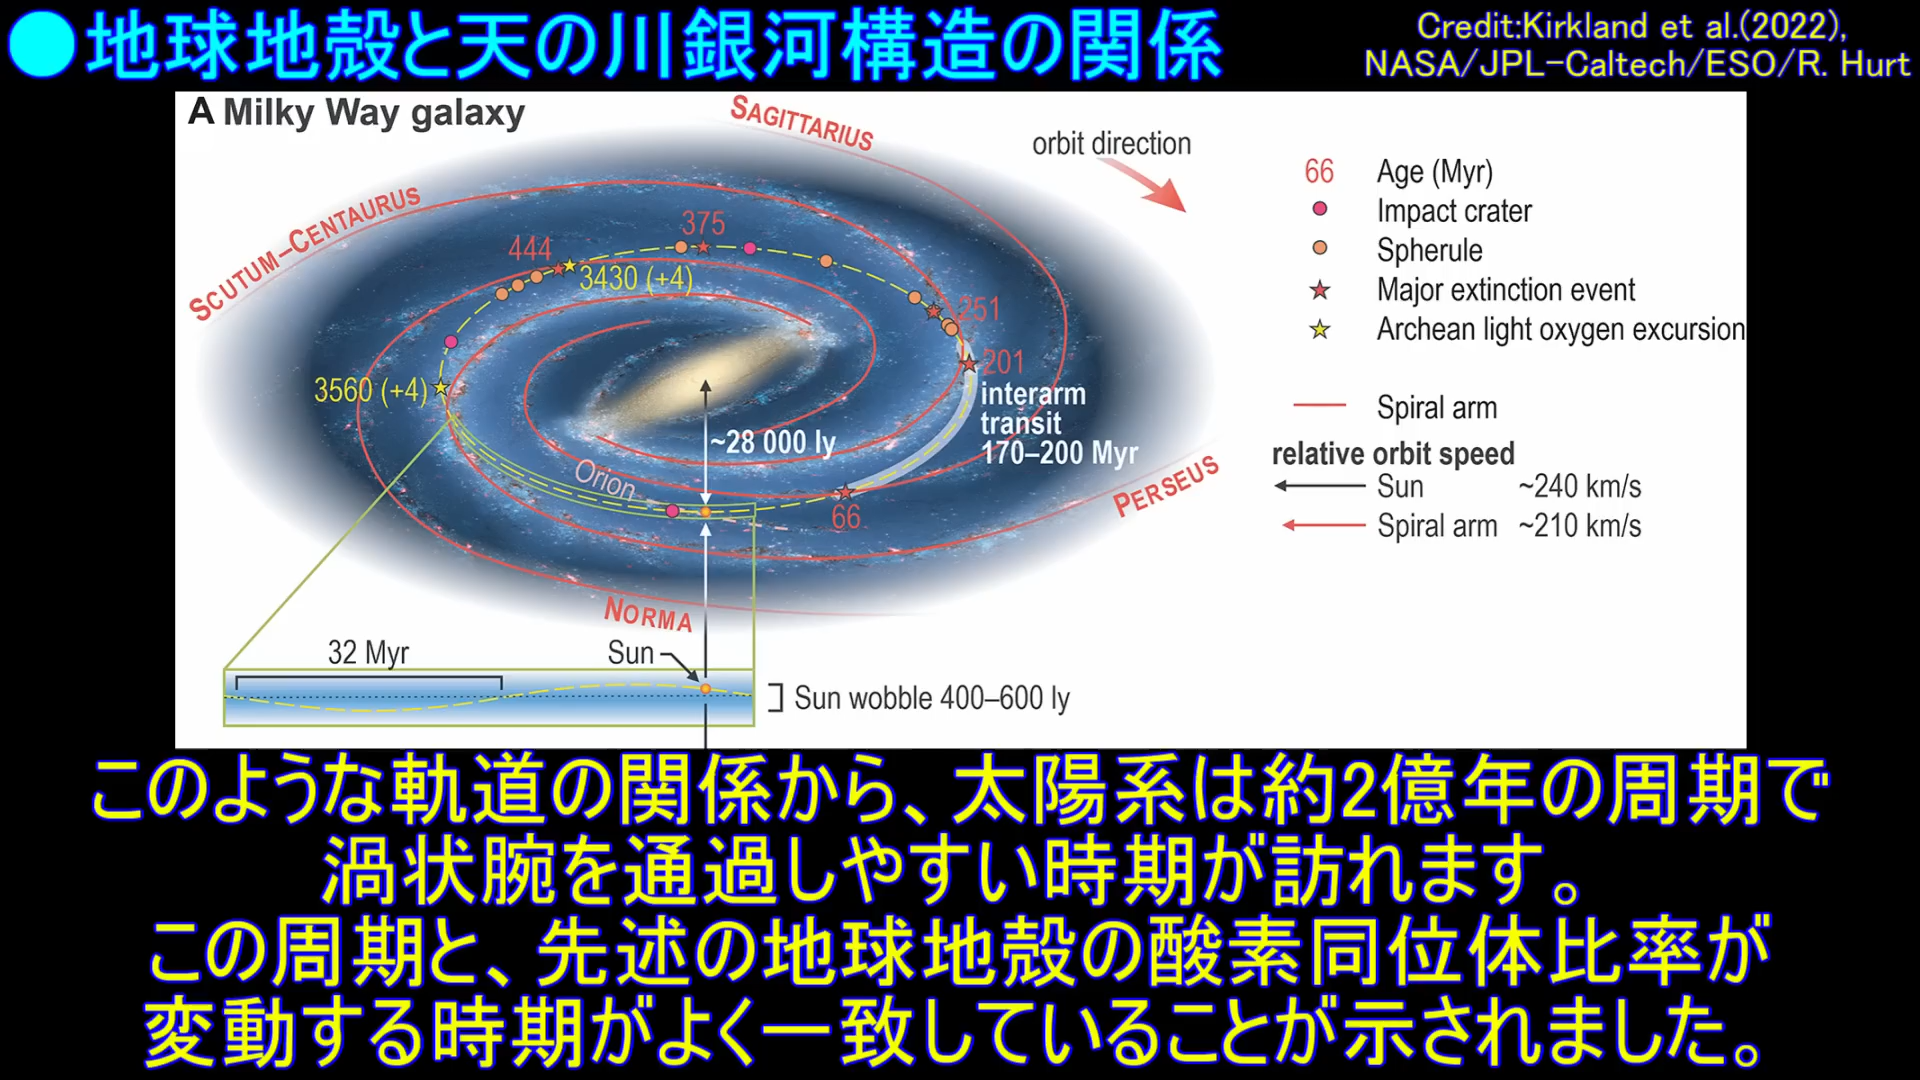 ●地球地殻と天の川銀河構造の関係
Credit:Kirkland et al.(2022),
NASA/JPL-Caltech/ESO/R. Hurt
A Milky Way galaxy
SAGITTARIUS
orbit direction
SCUTUM–CENTAURUS
375
444
3430 (+4)
251
201
3560 (+4)
interarm
transit
170–200 Myr
~28 000 ly
Orion
66
PERSEUS
NORMA
66 Age (Myr)
Impact crater
Spherule
Major extinction event
Archean light oxygen excursion
Spiral arm
relative orbit speed
Sun ~240 km/s
Spiral arm ~210 km/s
32 Myr
Sun
Sun wobble 400–600 ly
このような軌道の関係から、太陽系は約2億年の周期で
渦状腕を通過しやすい時期が訪れます。
この周期と、先述の地球地殻の酸素同位体比率が
変動する時期がよく一致していることが示されました。